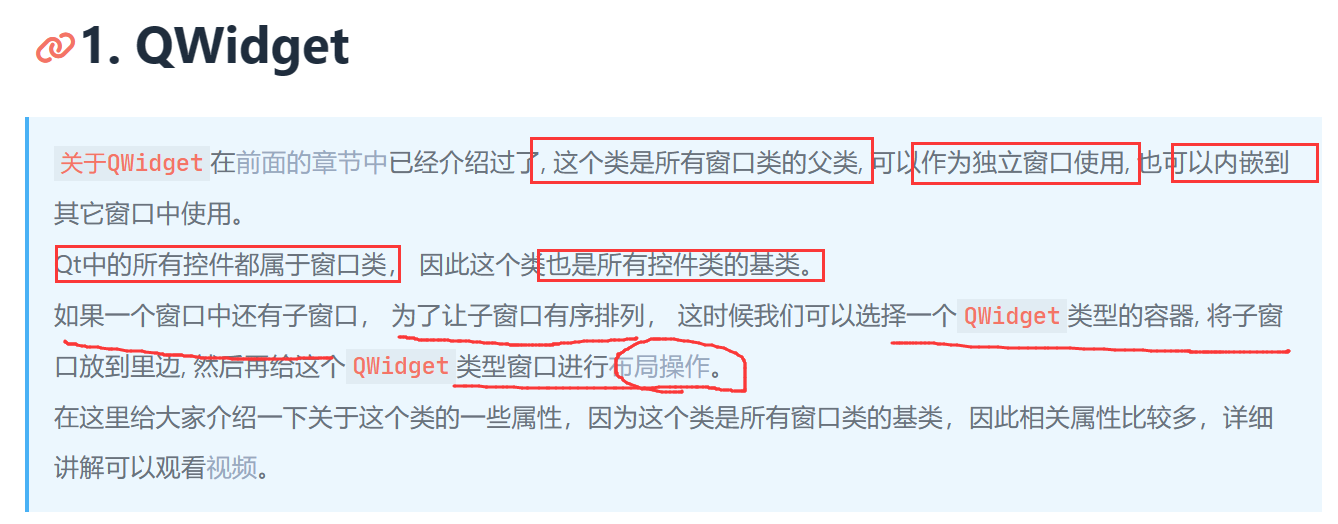 1. QWidget
关于QWidget在前面的章节中已经介绍过了, 这个类是所有窗口类的父类, 可以作为独立窗口使用, 也可以内嵌到
其它窗口中使用。
Qt中的所有控件都属于窗口类， 因此这个类也是所有控件类的基类。
如果一个窗口中还有子窗口， 为了让子窗口有序排列， 这时候我们可以选择一个QWidget类型的容器, 将子窗
口放到里边, 然后再给这个QWidget类型窗口进行布局操作。
在这里给大家介绍一下关于这个类的一些属性，因为这个类是所有窗口类的基类，因此相关属性比较多，详细
讲解可以观看视频。